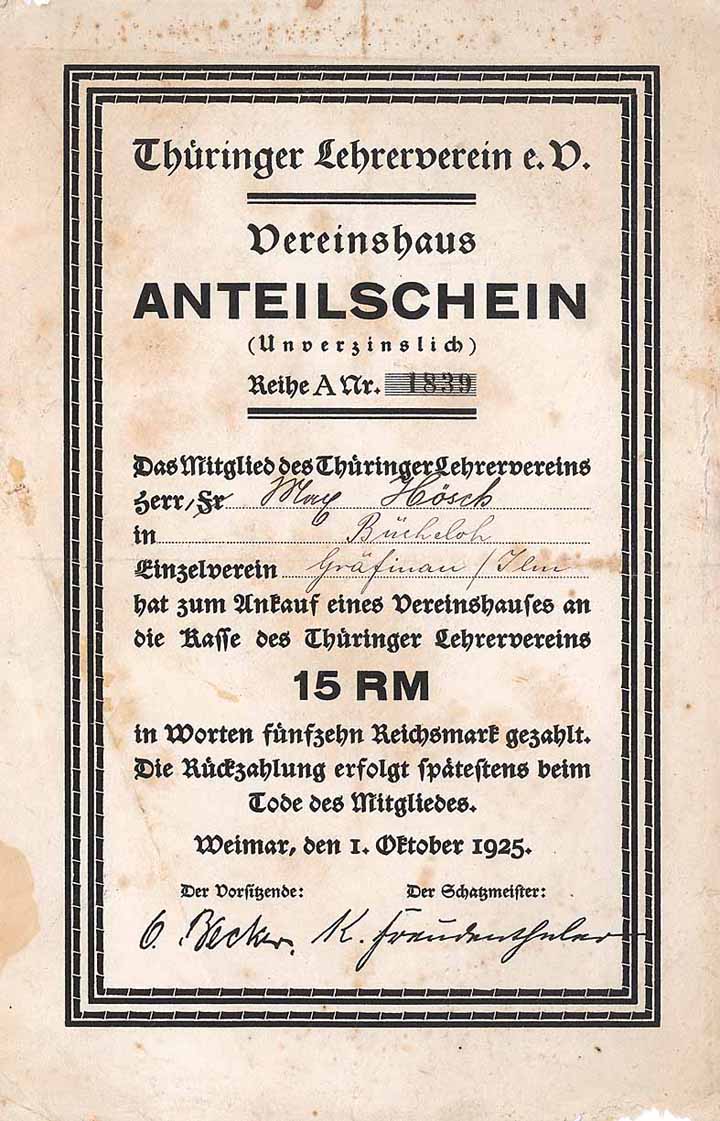 Thüringer Lehrerverein e. V.
Vereinshaus
ANTEILSCHEIN
(Unverzinslich)
Reihe A Nr. 1839
Das Mitglied des Thüringer Lehrervereins
Herr/Fr Max Hösch
in Bücheloh
Einzelverein Gräfinau / Ilm
hat zum Ankauf eines Vereinshauses an
die Kasse des Thüringer Lehrervereins
15 RM
in Worten fünfzehn Reichsmark gezahlt.
Die Rückzahlung erfolgt spätestens beim
Tode des Mitgliedes.
Weimar, den 1. Oktober 1925.
Der Vorsitzende: Der Schatzmeister:
O. Becker. K. Freudenthaler